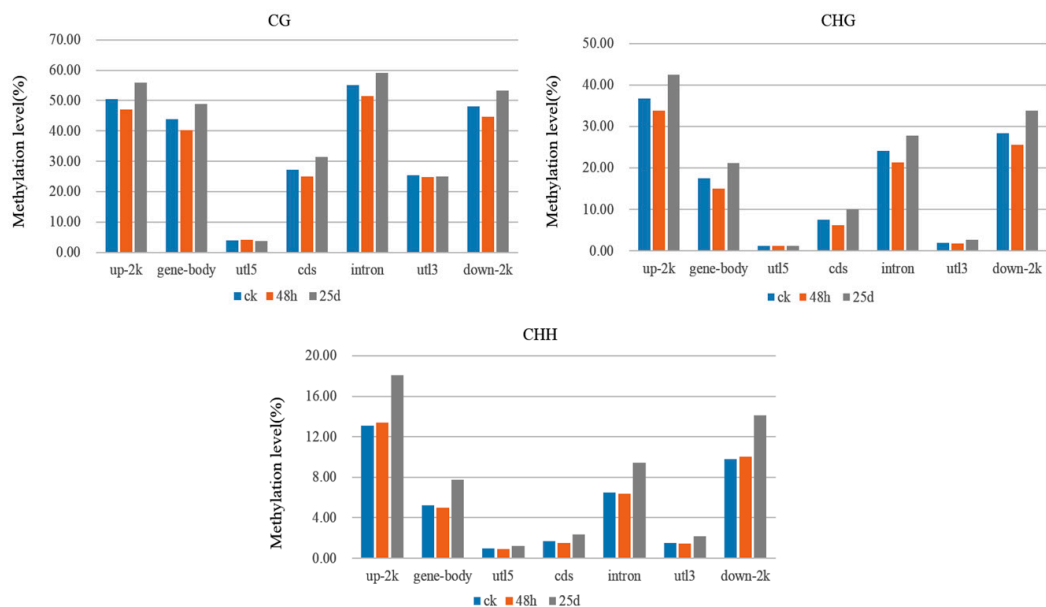 CG
Methylation level(%)
70.00
60.00
50.00
40.00
30.00
20.00
10.00
0.00
up-2k gene-body utl5 cds intron utl3 down-2k
ck 48h 25d
CHG
Methylation level(%)
50.00
40.00
30.00
20.00
10.00
0.00
up-2k gene-body utl5 cds intron utl3 down-2k
ck 48h 25d
CHH
Methylation level(%)
20.00
16.00
12.00
8.00
4.00
0.00
up-2k gene-body utl5 cds intron utl3 down-2k
ck 48h 25d